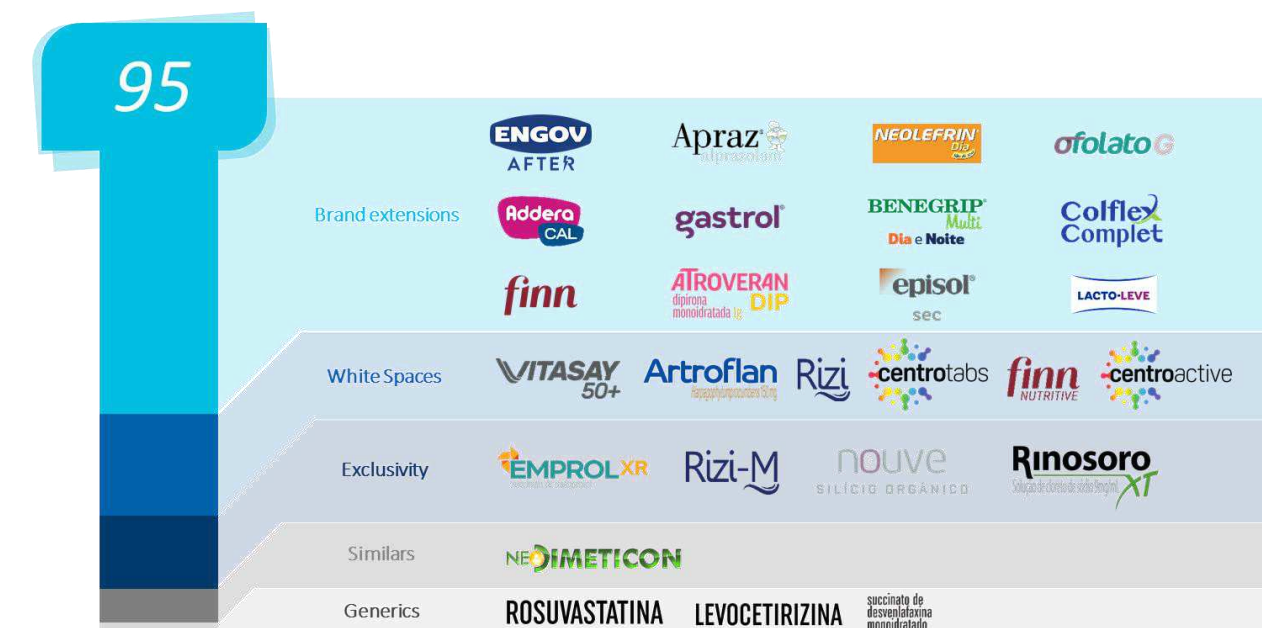 95
Brand extensions
ENGOV
AFTER
Apraz®
alprazolam
NEOLEFRIN®
Dia
ofolato G
Addera
CAL
gastrol®
BENEGRIP®
Multi
Dia e Noite
Colflex
Complet
finn
ATROVERAN
DIP
dipirona
monoidratada 1g
episol®
sec
LACTO-LEVE
White Spaces
VITASAY
50+
Artroflan
Rizi
centrotabs
finn
NUTRITIVE
centroactive
Exclusivity
EMPROL XR
Rizi-M
nouve
SILÍCIO ORGÂNICO
RINOSORO
XT
Similars
NEODIMETICON
Generics
ROSUVASTATINA
LEVOCETIRIZINA
succinato de
desvenlafaxina
monoidratado